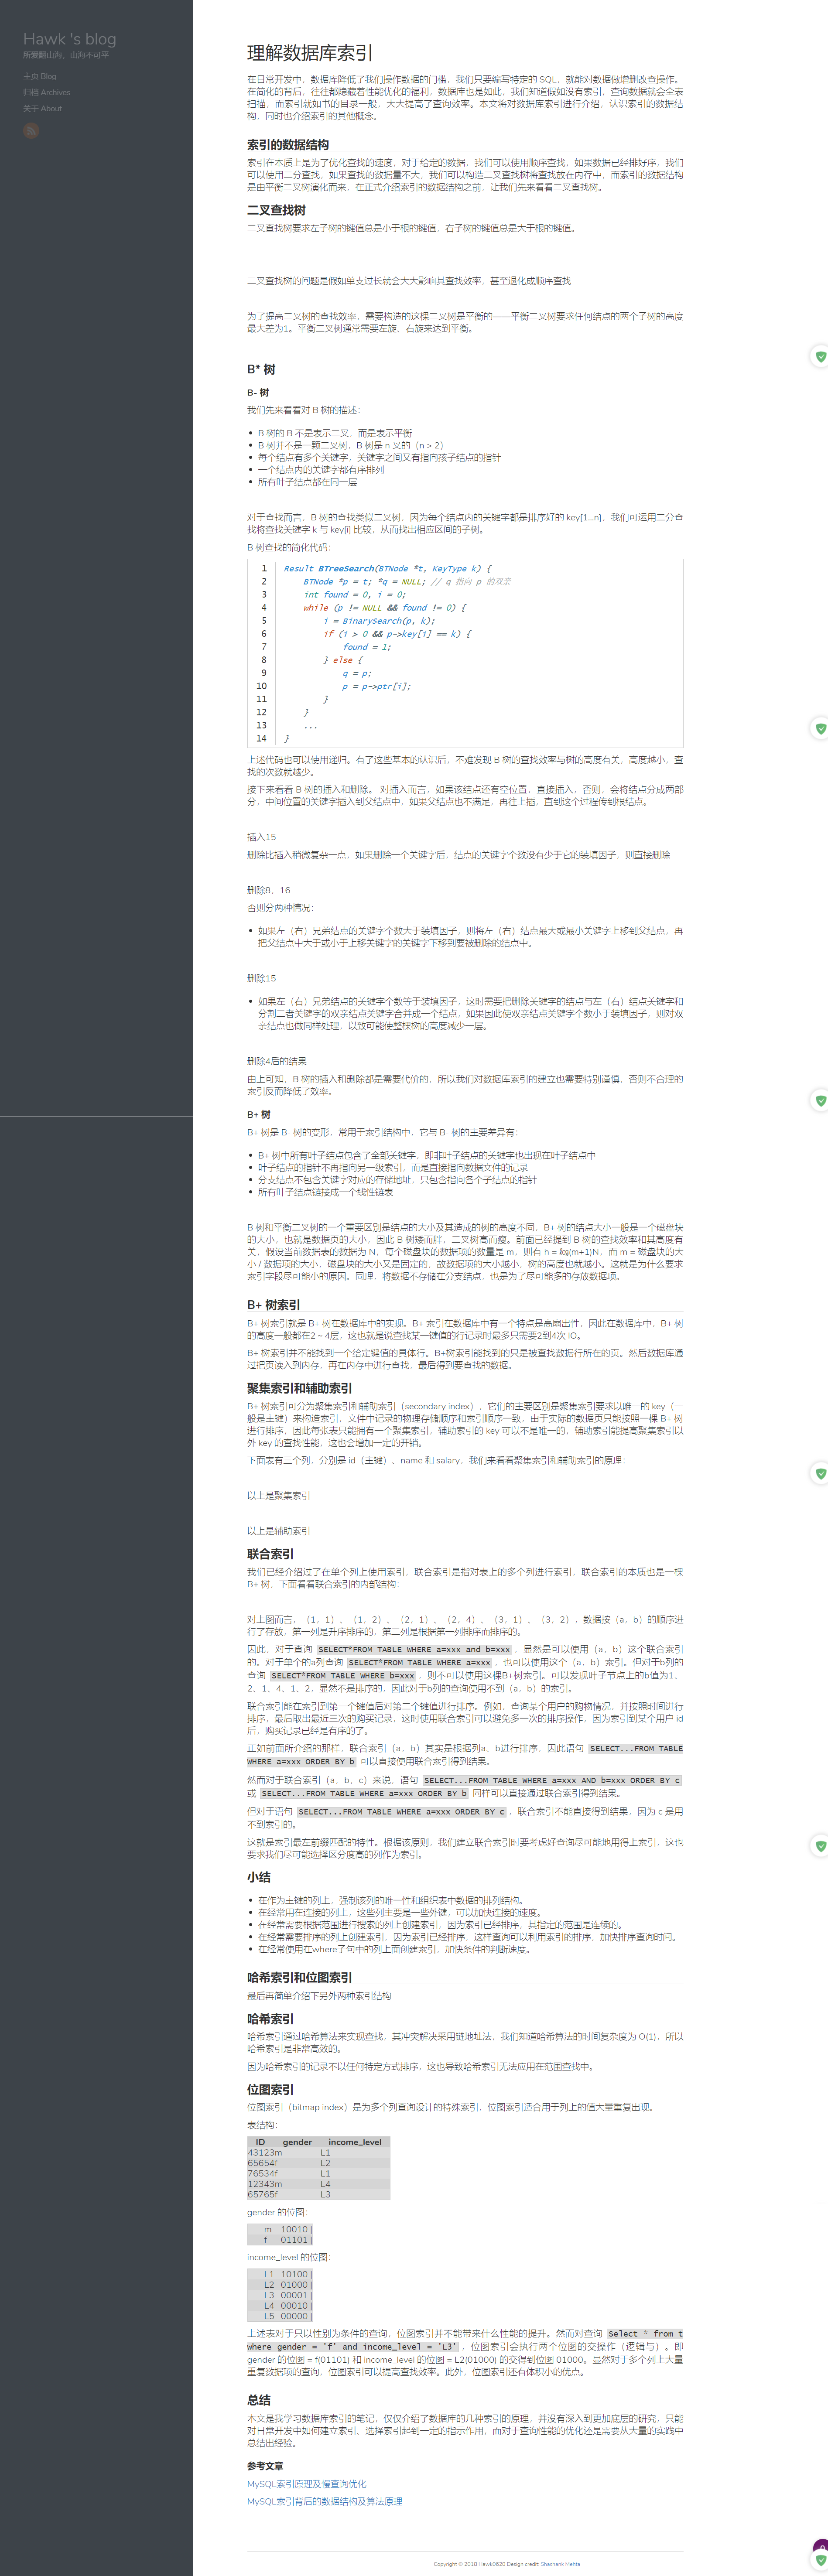 Hawk 's blog
所爱翻山海，山海不可平
主页 Blog
归档 Archives
关于 About
理解数据库索引
在日常开发中，数据库降低了我们操作数据的门槛，我们只要编写特定的 SQL，就能对数据做增删改查操作。
在简化的背后，往往都隐藏着性能优化的福利，数据库也是如此，我们知道假如没有索引，查询数据就会全表
扫描，而索引就如书的目录一般，大大提高了查询效率。本文将对数据库索引进行介绍，认识索引的数据结
构，同时也介绍索引的其他概念。
索引的数据结构
索引在本质上是为了优化查找的速度，对于给定的数据，我们可以使用顺序查找，如果数据已经排好序，我们
可以使用二分查找，如果查找的数据量不大，我们可以构造二叉查找树将查找放在内存中，而索引的数据结构
是由平衡二叉树演化而来，在正式介绍索引的数据结构之前，让我们先来看看二叉查找树。
二叉查找树
二叉查找树要求左子树的键值总是小于根的键值，右子树的键值总是大于根的键值。
二叉查找树的问题是假如单支过长就会大大影响其查找效率，甚至退化成顺序查找
为了提高二叉树的查找效率，需要构造的这棵二叉树是平衡的——平衡二叉树要求任何结点的两个子树的高度
最大差为1。平衡二叉树通常需要左旋、右旋来达到平衡。
B* 树
B- 树
我们先来看看对 B 树的描述：
B 树的 B 不是表示二叉，而是表示平衡
B 树并不是一颗二叉树，B 树是 n 叉的（n > 2）
每个结点有多个关键字，关键字之间又有指向孩子结点的指针
一个结点内的关键字都有序排列
所有叶子结点都在同一层
对于查找而言，B 树的查找类似二叉树，因为每个结点内的关键字都是排序好的 key[1...n]，我们可运用二分查
找将查找关键字 k 与 key[i] 比较，从而找出相应区间的子树。
B 树查找的简化代码：
1 Result BTreeSearch(BTNode *t, KeyType k) {
2 BTNode *p = t; *q = NULL; // q 指向 p 的双亲
3 int found = 0, i = 0;
4 while (p != NULL && found != 0) {
5 i = BinarySearch(p, k);
6 if (i > 0 && p->key[i] == k) {
7 found = 1;
8 } else {
9 q = p;
10 p = p->ptr[i];
11 }
12 }
13 ...
14 }
上述代码也可以使用递归。有了这些基本的认识后，不难发现 B 树的查找效率与树的高度有关，高度越小，查
找的次数就越少。
接下来看看 B 树的插入和删除。 对插入而言，如果该结点还有空位置，直接插入，否则，会将结点分成两部
分，中间位置的关键字插入到父结点中，如果父结点也不满足，再往上插，直到这个过程传到根结点。
插入15
删除比插入稍微复杂一点，如果删除一个关键字后，结点的关键字个数没有少于它的装填因子，则直接删除
删除8，16
否则分两种情况：
如果左（右）兄弟结点的关键字个数大于装填因子，则将左（右）结点最大或最小关键字上移到父结点，再
把父结点中大于或小于上移关键字的关键字下移到要被删除的结点中。
删除15
如果左（右）兄弟结点的关键字个数等于装填因子，这时需要把删除关键字的结点与左（右）结点关键字和
分割二者关键字的双亲结点关键字合并成一个结点，如果因此使双亲结点关键字个数小于装填因子，则对双
亲结点也做同样处理，以致可能使整棵树的高度减少一层。
删除4后的结果
由上可知，B 树的插入和删除都是需要代价的，所以我们对数据库索引的建立也需要特别谨慎，否则不合理的
索引反而降低了效率。
B+ 树
B+ 树是 B- 树的变形，常用于索引结构中，它与 B- 树的主要差异有：
B+ 树中所有叶子结点包含了全部关键字，即非叶子结点的关键字也出现在叶子结点中
叶子结点的指针不再指向另一级索引，而是直接指向数据文件的记录
分支结点不包含关键字对应的存储地址，只包含指向各个子结点的指针
所有叶子结点链接成一个线性链表
B 树和平衡二叉树的一个重要区别是结点的大小及其造成的树的高度不同，B+ 树的结点大小一般是一个磁盘块
的大小，也就是数据页的大小，因此 B 树矮而胖，二叉树高而瘦。前面已经提到 B 树的查找效率和其高度有
关，假设当前数据表的数据为 N，每个磁盘块的数据项的数量是 m，则有 h = ㏒(m+1)N，而 m = 磁盘块的大
小 / 数据项的大小，磁盘块的大小又是固定的，故数据项的大小越小，树的高度也就越小。这就是为什么要求
索引字段尽可能小的原因。同理，将数据不存储在分支结点，也是为了尽可能多的存放数据项。
B+ 树索引
B+ 树索引就是 B+ 树在数据库中的实现。B+ 索引在数据库中有一个特点是高扇出性，因此在数据库中，B+ 树
的高度一般都在2 ~ 4层，这也就是说查找某一键值的行记录时最多只需要2到4次 IO。
B+ 树索引并不能找到一个给定键值的具体行。B+树索引能找到的只是被查找数据行所在的页。然后数据库通
过把页读入到内存，再在内存中进行查找，最后得到要查找的数据。
聚集索引和辅助索引
B+ 树索引可分为聚集索引和辅助索引（secondary index），它们的主要区别是聚集索引要求以唯一的 key（一
般是主键）来构造索引，文件中记录的物理存储顺序和索引顺序一致，由于实际的数据页只能按照一棵 B+ 树
进行排序，因此每张表只能拥有一个聚集索引，辅助索引的 key 可以不是唯一的，辅助索引能提高聚集索引以
外 key 的查找性能，这也会增加一定的开销。
下面表有三个列，分别是 id（主键）、name 和 salary，我们来看看聚集索引和辅助索引的原理：
以上是聚集索引
以上是辅助索引
联合索引
我们已经介绍过了在单个列上使用索引，联合索引是指对表上的多个列进行索引，联合索引的本质也是一棵
B+ 树，下面看看联合索引的内部结构：
对上图而言，（1，1）、（1，2）、（2，1）、（2，4）、（3，1）、（3，2），数据按（a，b）的顺序进
行了存放，第一列是升序排序的，第二列是根据第一列排序而排序的。
因此，对于查询 SELECT*FROM TABLE WHERE a=xxx and b=xxx ，显然是可以使用（a，b）这个联合索引
的。对于单个的a列查询 SELECT*FROM TABLE WHERE a=xxx ，也可以使用这个（a，b）索引。但对于b列的
查询 SELECT*FROM TABLE WHERE b=xxx ，则不可以使用这棵B+树索引。可以发现叶子节点上的b值为1、
2、1、4、1、2，显然不是排序的，因此对于b列的查询使用不到（a，b）的索引。
联合索引能在索引到第一个键值后对第二个键值进行排序。例如，查询某个用户的购物情况，并按照时间进行
排序，最后取出最近三次的购买记录，这时使用联合索引可以避免多一次的排序操作，因为索引到某个用户 id
后，购买记录已经是有序的了。
正如前面所介绍的那样，联合索引（a，b）其实是根据列a、b进行排序，因此语句 SELECT...FROM TABLE
WHERE a=xxx ORDER BY b 可以直接使用联合索引得到结果。
然而对于联合索引（a，b，c）来说，语句 SELECT...FROM TABLE WHERE a=xxx AND b=xxx ORDER BY c
或 SELECT...FROM TABLE WHERE a=xxx ORDER BY b 同样可以直接通过联合索引得到结果。
但对于语句 SELECT...FROM TABLE WHERE a=xxx ORDER BY c ，联合索引不能直接得到结果，因为 c 是用
不到索引的。
这就是索引最左前缀匹配的特性。根据该原则，我们建立联合索引时要考虑好查询尽可能地用得上索引，这也
要求我们尽可能选择区分度高的列作为索引。
小结
在作为主键的列上，强制该列的唯一性和组织表中数据的排列结构。
在经常用在连接的列上，这些列主要是一些外键，可以加快连接的速度。
在经常需要根据范围进行搜索的列上创建索引，因为索引已经排序，其指定的范围是连续的。
在经常需要排序的列上创建索引，因为索引已经排序，这样查询可以利用索引的排序，加快排序查询时间。
在经常使用在where子句中的列上面创建索引，加快条件的判断速度。
哈希索引和位图索引
最后再简单介绍下另外两种索引结构
哈希索引
哈希索引通过哈希算法来实现查找，其冲突解决采用链地址法，我们知道哈希算法的时间复杂度为 O(1)，所以
哈希索引是非常高效的。
因为哈希索引的记录不以任何特定方式排序，这也导致哈希索引无法应用在范围查找中。
位图索引
位图索引（bitmap index）是为多个列查询设计的特殊索引，位图索引适合用于列上的值大量重复出现。
表结构：
ID gender income_level
43123m L1
65654f L2
76534f L1
12343m L4
65765f L3
gender 的位图：
m 10010 |
f 01101 |
income_level 的位图：
L1 10100 |
L2 01000 |
L3 00001 |
L4 00010 |
L5 00000 |
上述表对于只以性别为条件的查询，位图索引并不能带来什么性能的提升。然而对查询 Select * from t
where gender = 'f' and income_level = 'L3' ，位图索引会执行两个位图的交操作（逻辑与）。即
gender 的位图 = f(01101) 和 income_level 的位图 = L2(01000) 的交得到位图 01000。显然对于多个列上大量
重复数据项的查询，位图索引可以提高查找效率。此外，位图索引还有体积小的优点。
总结
本文是我学习数据库索引的笔记，仅仅介绍了数据库的几种索引的原理，并没有深入到更加底层的研究，只能
对日常开发中如何建立索引、选择索引起到一定的指示作用，而对于查询性能的优化还是需要从大量的实践中
总结出经验。
参考文章
MySQL索引原理及慢查询优化
MySQL索引背后的数据结构及算法原理
Copyright © 2018 Hawk0620 Design credit: Shashank Mehta